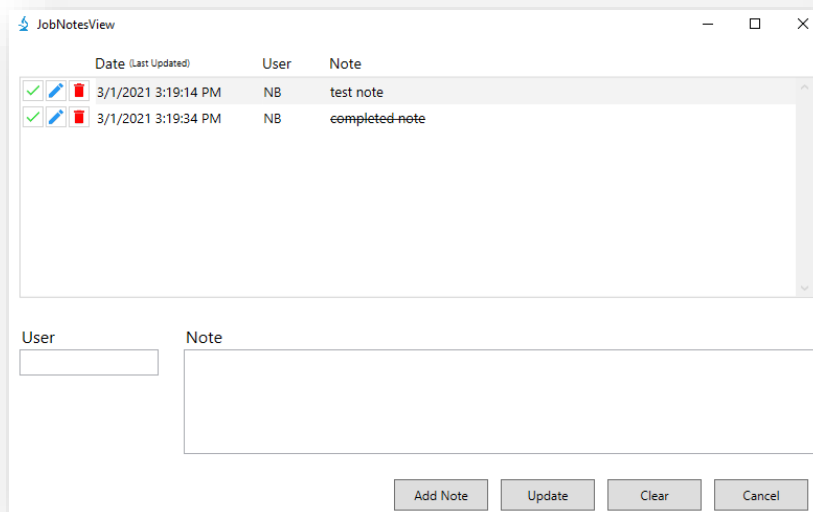 JobNotesView
Date (Last Updated) User Note
3/1/2021 3:19:14 PM NB test note
3/1/2021 3:19:34 PM NB completed note
User Note
Add Note Update Clear Cancel